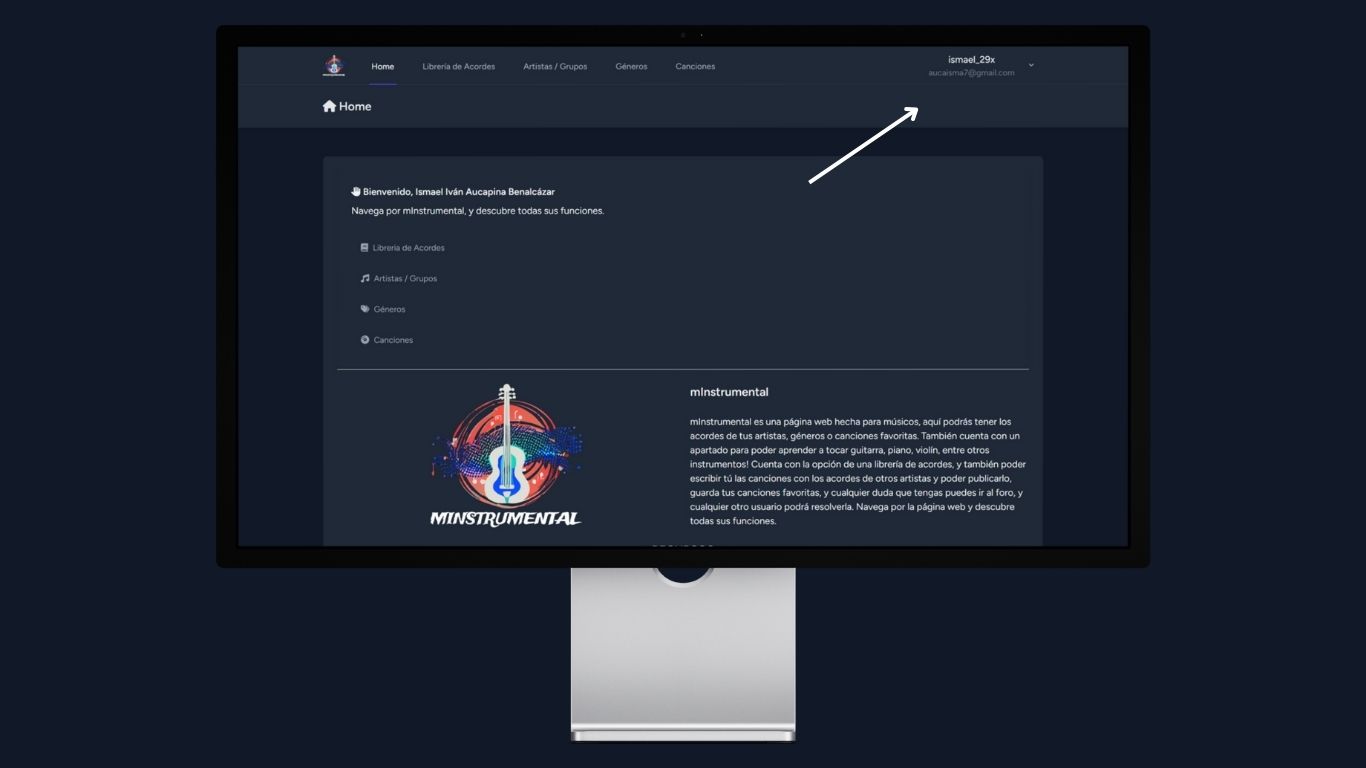 Home
Librería de Acordes
Artistas / Grupos
Géneros
Canciones
ismael_29x
aucaisma7@gmail.com
Home
Bienvenido, Ismael Iván Aucapina Benalcázar
Navega por mInstrumental, y descubre todas sus funciones.
Librería de Acordes
Artistas / Grupos
Géneros
Canciones
MINSTRUMENTAL
mInstrumental
mInstrumental es una página web hecha para músicos, aquí podrás tener los
acordes de tus artistas, géneros o canciones favoritas. También cuenta con un
apartado para poder aprender a tocar guitarra, piano, violín, entre otros
instrumentos! Cuenta con la opción de una librería de acordes, y también poder
escribir tú las canciones con los acordes de otros artistas y poder publicarlo,
guarda tus canciones favoritas, y cualquier duda que tengas puedes ir al foro, y
cualquier otro usuario podrá resolverla. Navega por la página web y descubre
todas sus funciones.